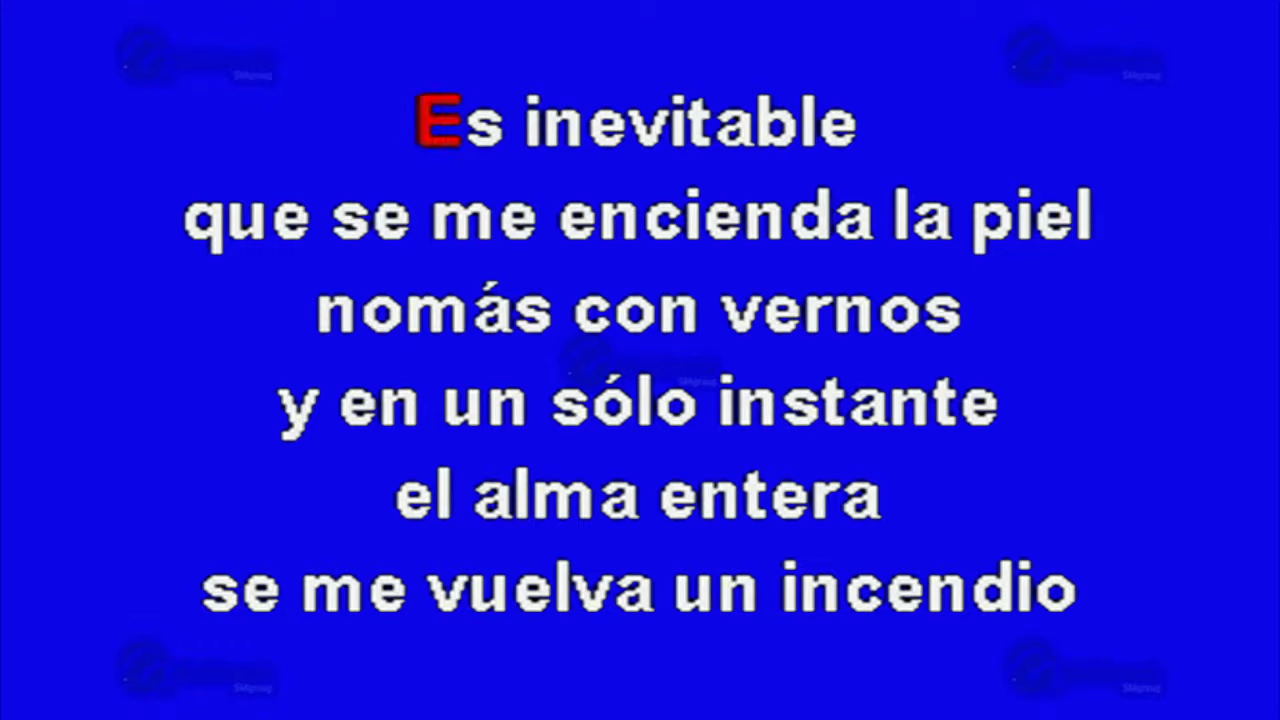 Es inevitable
que se me encienda la piel
nomás con vernos
y en un sólo instante
el alma entera
se me vuelva un incendio